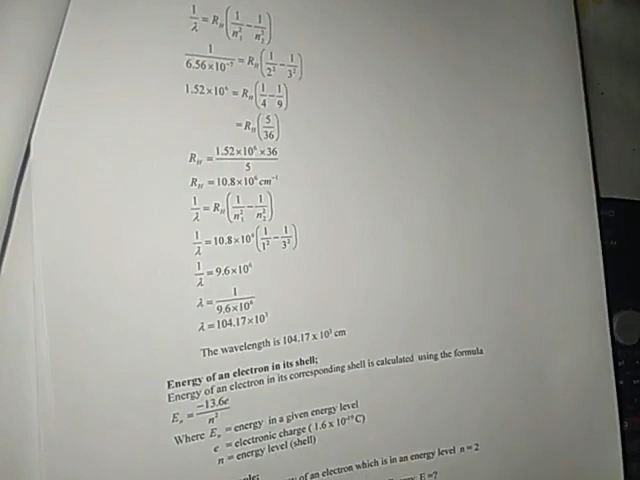 1/λ = R_H(1/n₁² − 1/n₂²)
1/(6.56×10⁻⁷) = R_H(1/2² − 1/3²)
1.52×10⁶ = R_H(1/4 − 1/9)
= R_H(5/36)
R_H = (1.52×10⁶×36)/5
R_H = 10.8×10⁶ cm⁻¹
1/λ = R_H(1/n₁² − 1/n₂²)
1/λ = 10.8×10⁶(1/1² − 1/3²)
1/λ = 9.6×10⁶
λ = 1/(9.6×10⁶)
λ = 104.17×10³
The wavelength is 104.17 x 10³ cm
Energy of an electron in its shell;
Energy of an electron in its corresponding shell is calculated using the formula
Eₙ = −13.6e/n²
Where Eₙ = energy in a given energy level
e = electronic charge ( 1.6 x 10⁻¹⁹ C)
n = energy level (shell)
of an electron which is in an energy level n = 2
E = ?